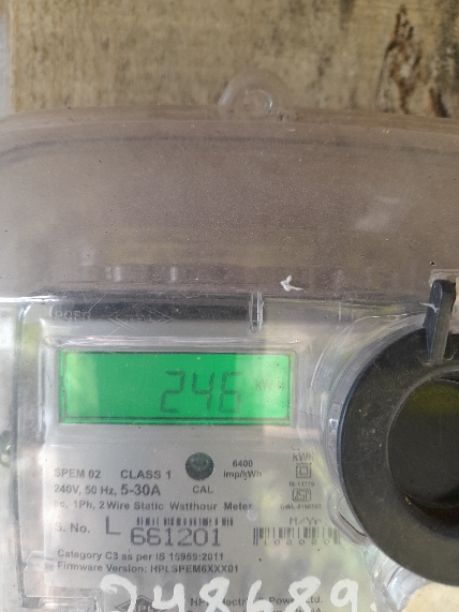 246 kWh
SPEM 02 CLASS 1
6400
imp/kWh
240V, 50 Hz, 5-30A CAL
ac, 1Ph, 2 Wire Static Watthour Meter
S. No. L 661201
Category C3 as per IS 15959:2011
Firmware Version: HPLSPEM6XXX01
248689